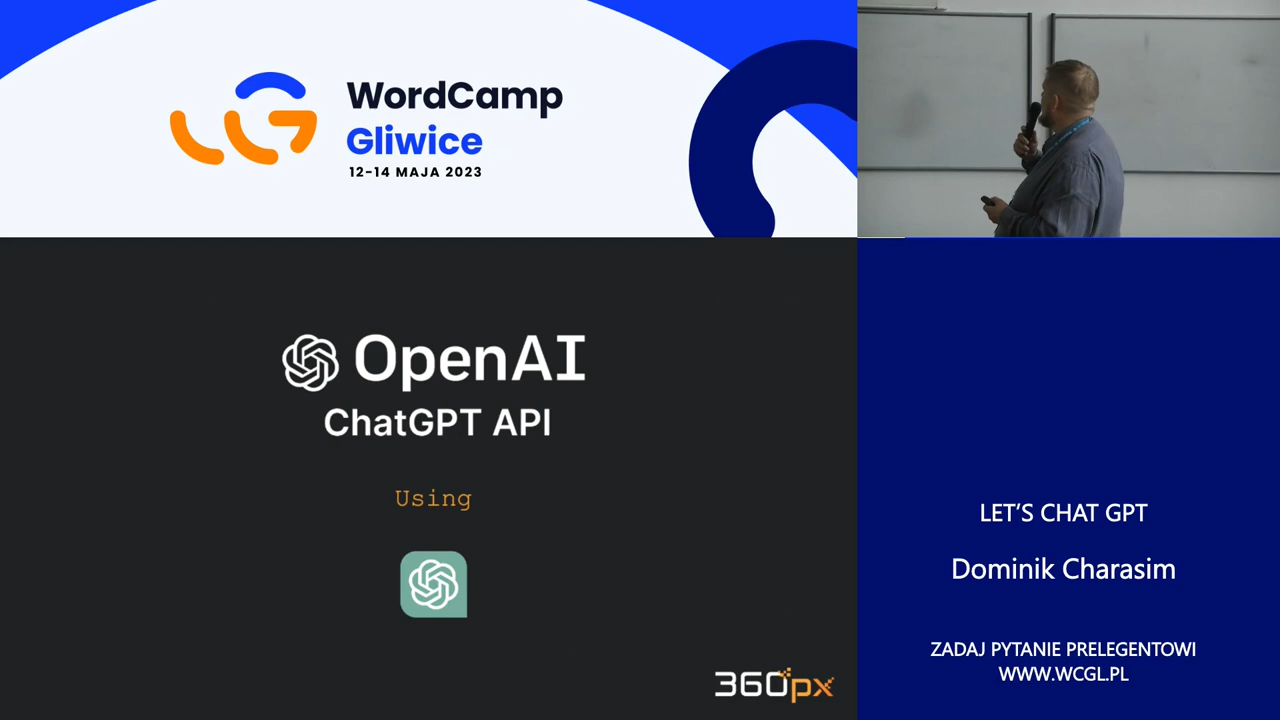 WordCamp
Gliwice
12-14 MAJA 2023
OpenAI
ChatGPT API
Using
360px
LET'S CHAT GPT
Dominik Charasim
ZADAJ PYTANIE PRELEGENTOWI
WWW.WCGL.PL